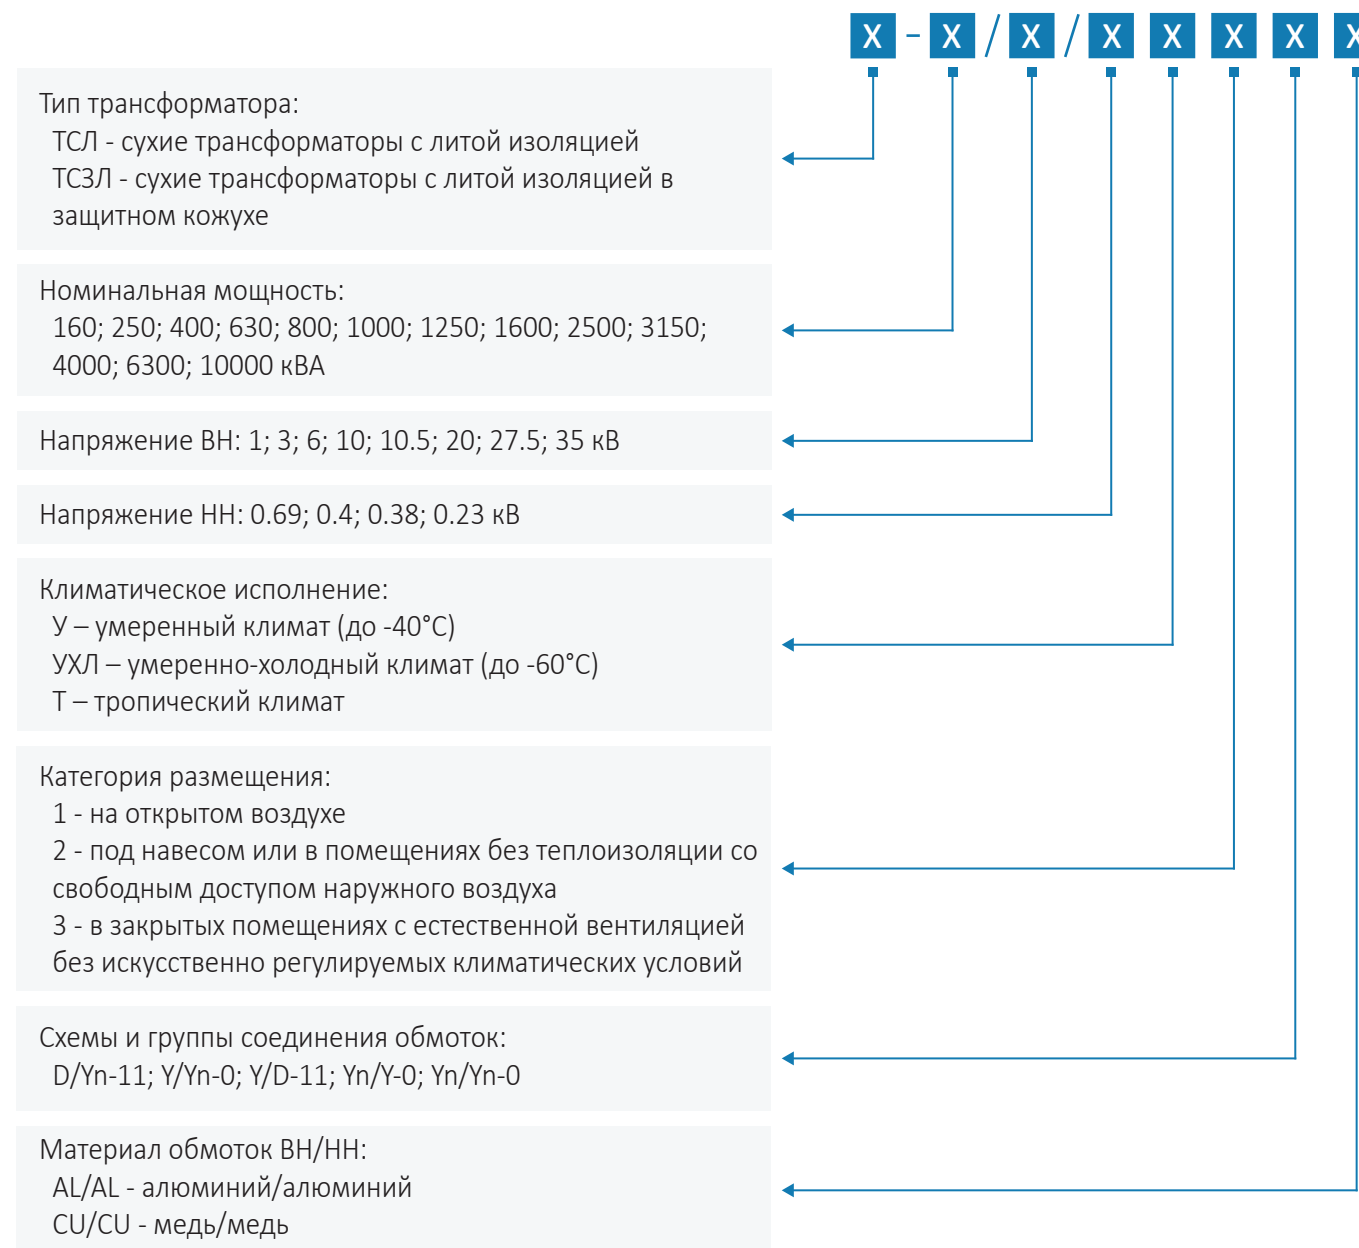 X - X / X / X X X X X
Тип трансформатора:
ТСЛ - сухие трансформаторы с литой изоляцией
ТСЗЛ - сухие трансформаторы с литой изоляцией в
защитном кожухе
Номинальная мощность:
160; 250; 400; 630; 800; 1000; 1250; 1600; 2500; 3150;
4000; 6300; 10000 кВА
Напряжение ВН: 1; 3; 6; 10; 10.5; 20; 27.5; 35 кВ
Напряжение НН: 0.69; 0.4; 0.38; 0.23 кВ
Климатическое исполнение:
У – умеренный климат (до -40°С)
УХЛ – умеренно-холодный климат (до -60°С)
Т – тропический климат
Категория размещения:
1 - на открытом воздухе
2 - под навесом или в помещениях без теплоизоляции со
свободным доступом наружного воздуха
3 - в закрытых помещениях с естественной вентиляцией
без искусственно регулируемых климатических условий
Схемы и группы соединения обмоток:
D/Yn-11; Y/Yn-0; Y/D-11; Yn/Y-0; Yn/Yn-0
Материал обмоток ВН/НН:
AL/AL - алюминий/алюминий
CU/CU - медь/медь